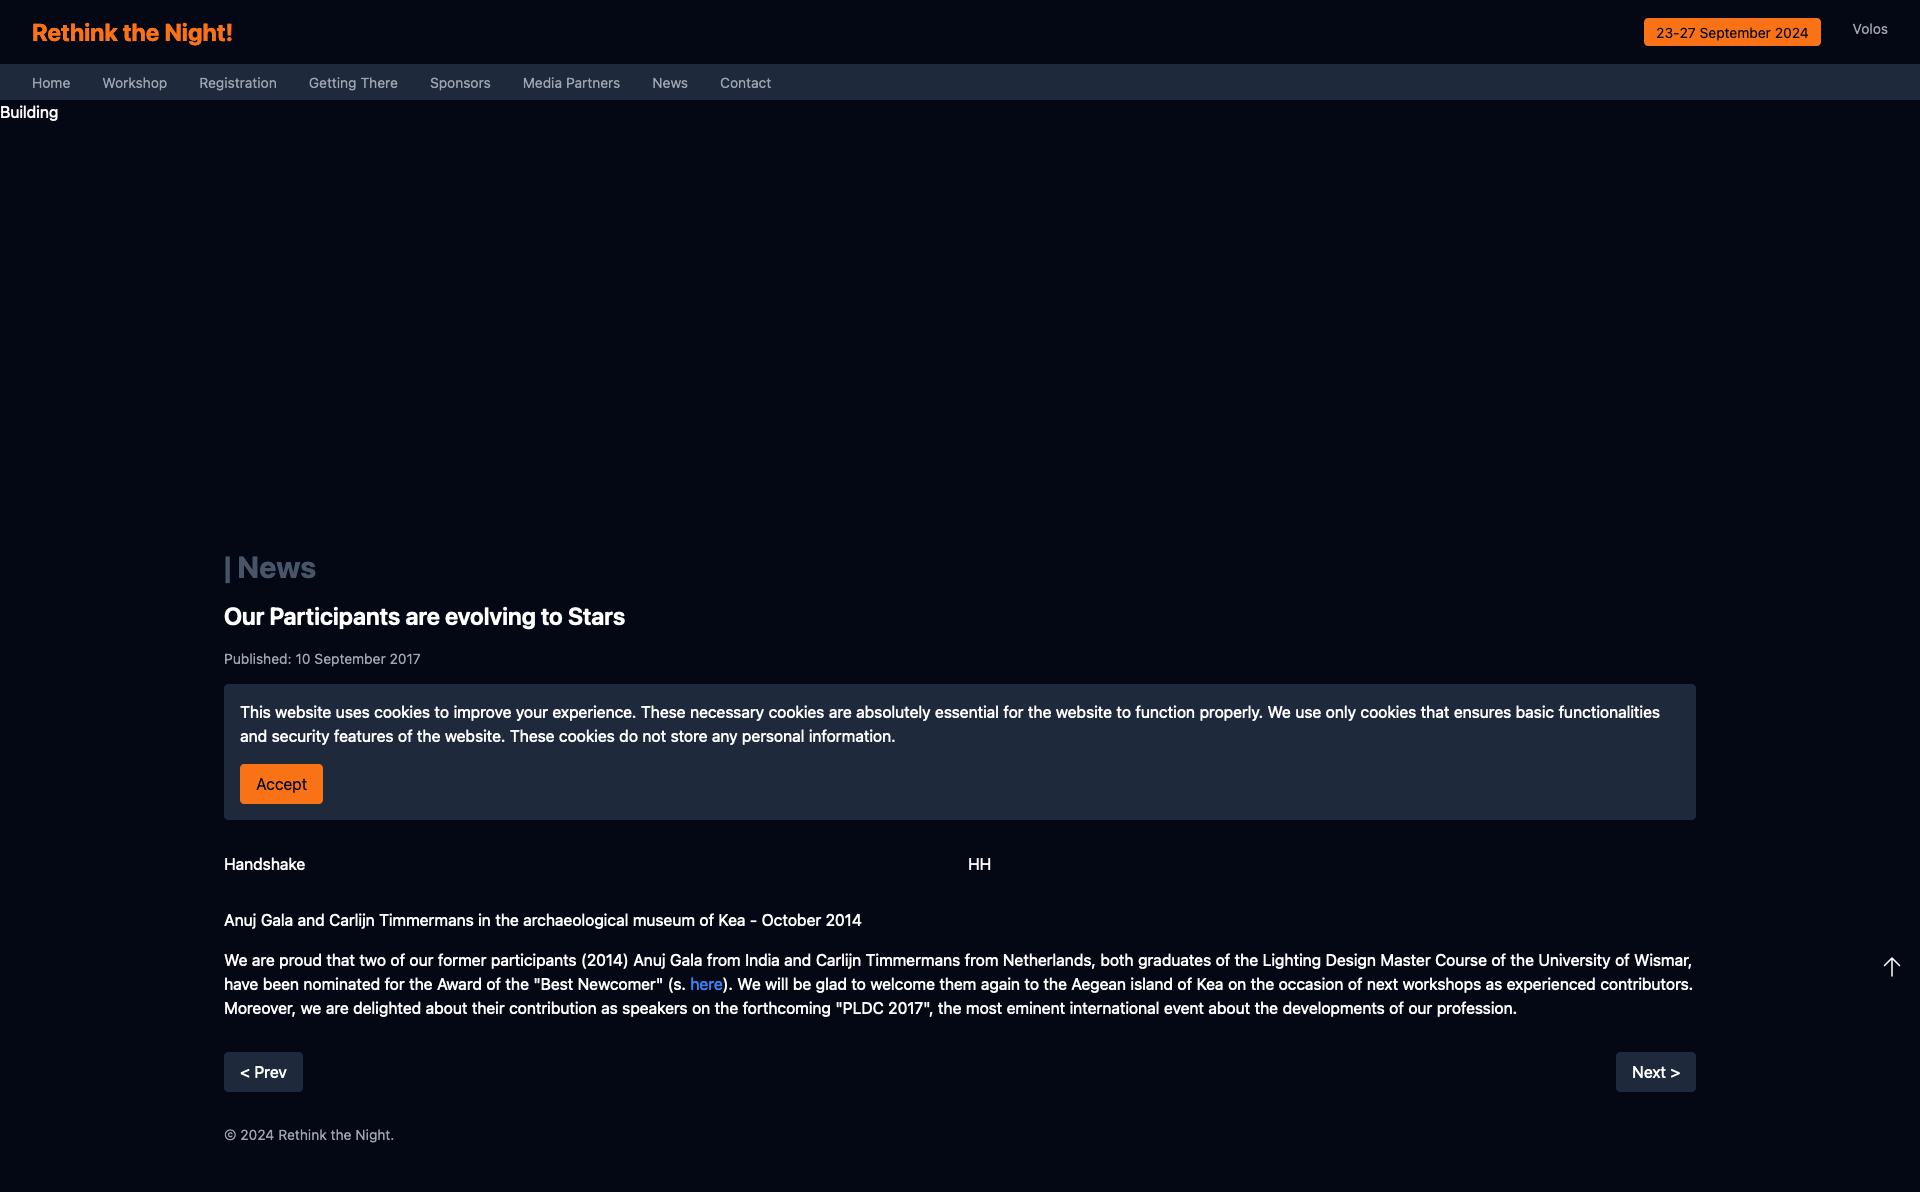 Rethink the Night!
23-27 September 2024
Volos
Home
Workshop
Registration
Getting There
Sponsors
Media Partners
News
Contact
Building
| News
Our Participants are evolving to Stars
Published: 10 September 2017
This website uses cookies to improve your experience. These necessary cookies are absolutely essential for the website to function properly. We use only cookies that ensures basic functionalities
and security features of the website. These cookies do not store any personal information.
Accept
Handshake
HH
Anuj Gala and Carlijn Timmermans in the archaeological museum of Kea - October 2014
We are proud that two of our former participants (2014) Anuj Gala from India and Carlijn Timmermans from Netherlands, both graduates of the Lighting Design Master Course of the University of Wismar,
have been nominated for the Award of the "Best Newcomer" (s. here). We will be glad to welcome them again to the Aegean island of Kea on the occasion of next workshops as experienced contributors.
Moreover, we are delighted about their contribution as speakers on the forthcoming "PLDC 2017", the most eminent international event about the developments of our profession.
< Prev
Next >
© 2024 Rethink the Night.